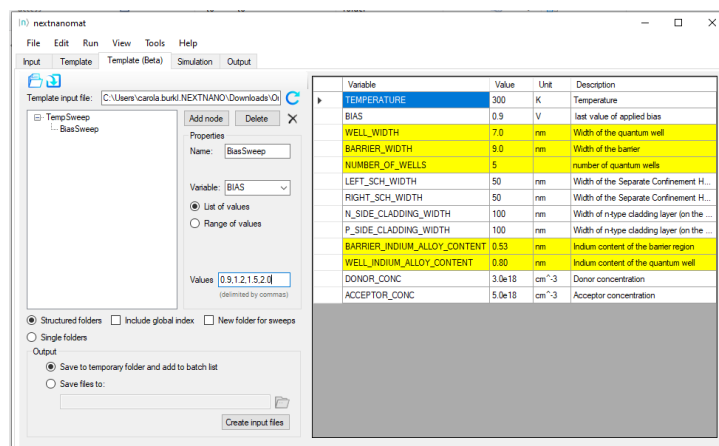 nextnanomat
File Edit Run View Tools Help
Input Template Template (Beta) Simulation Output
Template input file: C:\Users\carola.burkl.NEXTNANO\Downloads\O
TempSweep
BiasSweep
Add node Delete
Properties
Name: BiasSweep
Variable: BIAS
List of values
Range of values
Values 0.9,1.2,1.5,2.0
(delimited by commas)
Structured folders Include global index New folder for sweeps
Single folders
Output
Save to temporary folder and add to batch list
Save files to:
Create input files
Variable Value Unit Description
TEMPERATURE 300 K Temperature
BIAS 0.9 V last value of applied bias
WELL_WIDTH 7.0 nm Width of the quantum well
BARRIER_WIDTH 9.0 nm Width of the barrier
NUMBER_OF_WELLS 5 number of quantum wells
LEFT_SCH_WIDTH 50 nm Width of the Separate Confinement H...
RIGHT_SCH_WIDTH 50 nm Width of the Separate Confinement H...
N_SIDE_CLADDING_WIDTH 100 nm Width of n-type cladding layer (on the ...
P_SIDE_CLADDING_WIDTH 100 nm Width of p-type cladding layer (on the ...
BARRIER_INDIUM_ALLOY_CONTENT 0.53 nm Indium content of the barrier region
WELL_INDIUM_ALLOY_CONTENT 0.80 nm Indium content of the quantum well
DONOR_CONC 3.0e18 cm^-3 Donor concentration
ACCEPTOR_CONC 5.0e18 cm^-3 Acceptor concentration